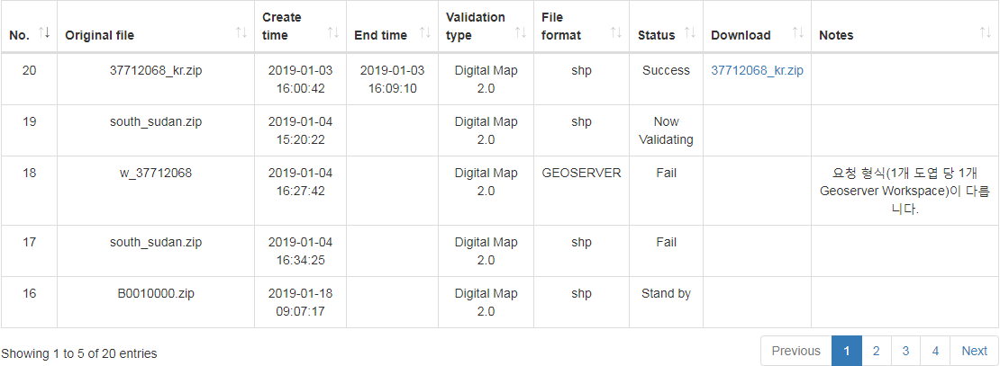 No. Original file Create time End time Validation type File format Status Download Notes
20 37712068_kr.zip 2019-01-03 16:00:42 2019-01-03 16:09:10 Digital Map 2.0 shp Success 37712068_kr.zip
19 south_sudan.zip 2019-01-04 15:20:22 Digital Map 2.0 shp Now Validating
18 w_37712068 2019-01-04 16:27:42 Digital Map 2.0 GEOSERVER Fail 요청 형식(1개 도엽 당 1개 Geoserver Workspace)이 다릅니다.
17 south_sudan.zip 2019-01-04 16:34:25 Digital Map 2.0 shp Fail
16 B0010000.zip 2019-01-18 09:07:17 Digital Map 2.0 shp Stand by
Showing 1 to 5 of 20 entries Previous 1 2 3 4 Next